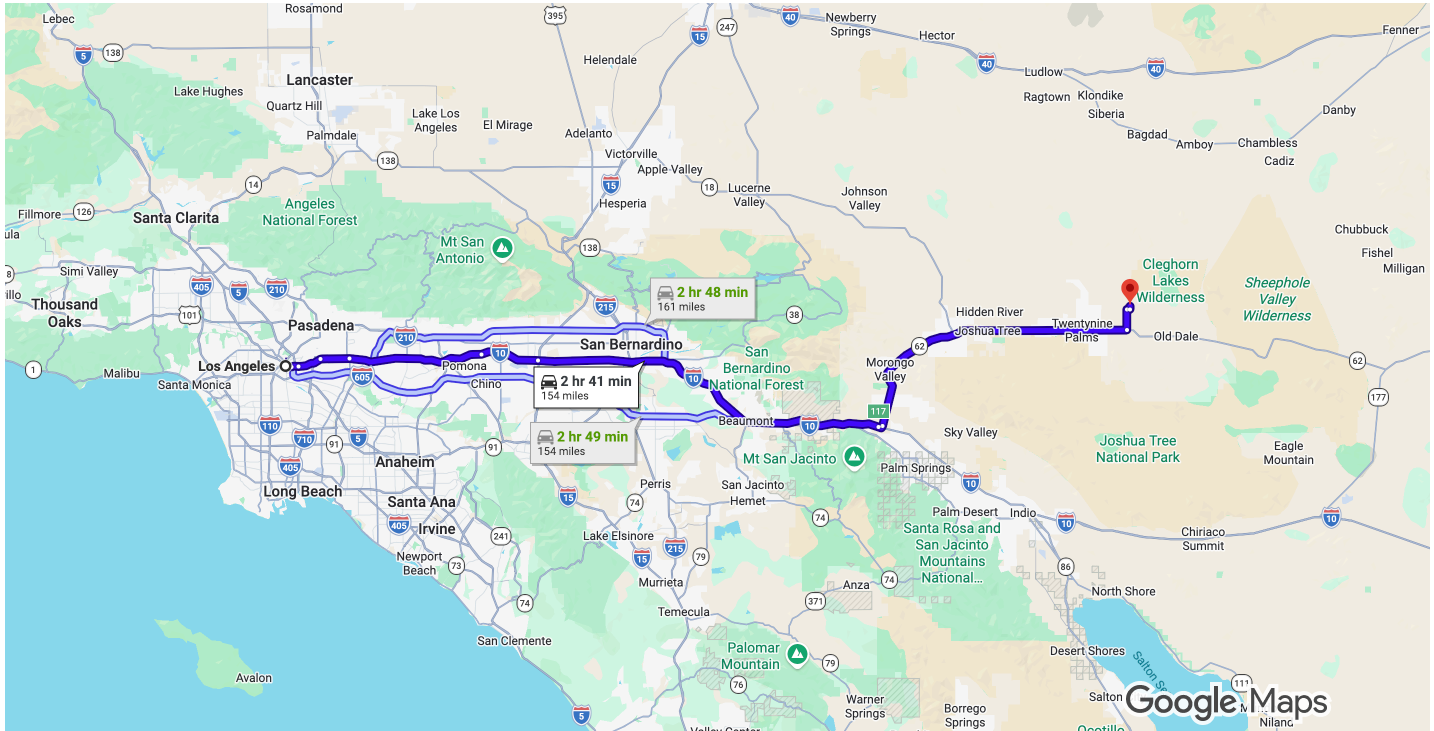 Rosamond
Lebec
395
40
Newberry
Springs
247
15
Fenner
5
138
Hector
Helendale
40
40
Lancaster
Ludlow
Lake Hughes
Quartz Hill
Ragtown
Klondike
Siberia
Danby
Lake Los
Angeles
El Mirage
Palmdale
Adelanto
Bagdad
Amboy
Chambless
Cadiz
138
Victorville
Apple Valley
14
15
18
Lucerne
Valley
Johnson
Valley
Fillmore
126
Santa Clarita
Angeles
National Forest
Hesperia
ula
Mt San
Antonio
138
Chubbuck
Fishel
Milligan
8
Simi Valley
405
5
210
Cleghorn
Lakes
Wilderness
Sheephole
Valley
Wilderness
illo
Thousand
Oaks
101
215
2 hr 48 min
161 miles
38
Hidden River
Pasadena
210
Joshua Tree
Twentynine
Palms
Old Dale
San Bernardino
62
10
Los Angeles
Pomona
San
Bernardino
National Forest
Morongo
Valley
62
1
Malibu
Santa Monica
605
Chino
2 hr 41 min
154 miles
10
177
117
110
710
5
91
91
2 hr 49 min
154 miles
Beaumont
10
Sky Valley
Joshua Tree
National Park
Eagle
Mountain
405
Anaheim
Mt San Jacinto
Palm Springs
Long Beach
Santa Ana
15
Perris
74
San Jacinto
Hemet
10
405
Irvine
241
Lake Elsinore
74
Palm Desert
Indio
10
10
Santa Rosa and
San Jacinto
Mountains
National...
Chiriaco
Summit
Newport
Beach
73
15
215
79
86
Murrieta
Anza
74
North Shore
74
371
Temecula
San Clemente
Palomar
Mountain
79
Desert Shores
Avalon
76
Warner
Springs
Borrego
Springs
Salton
111
Niland
Google Maps
5